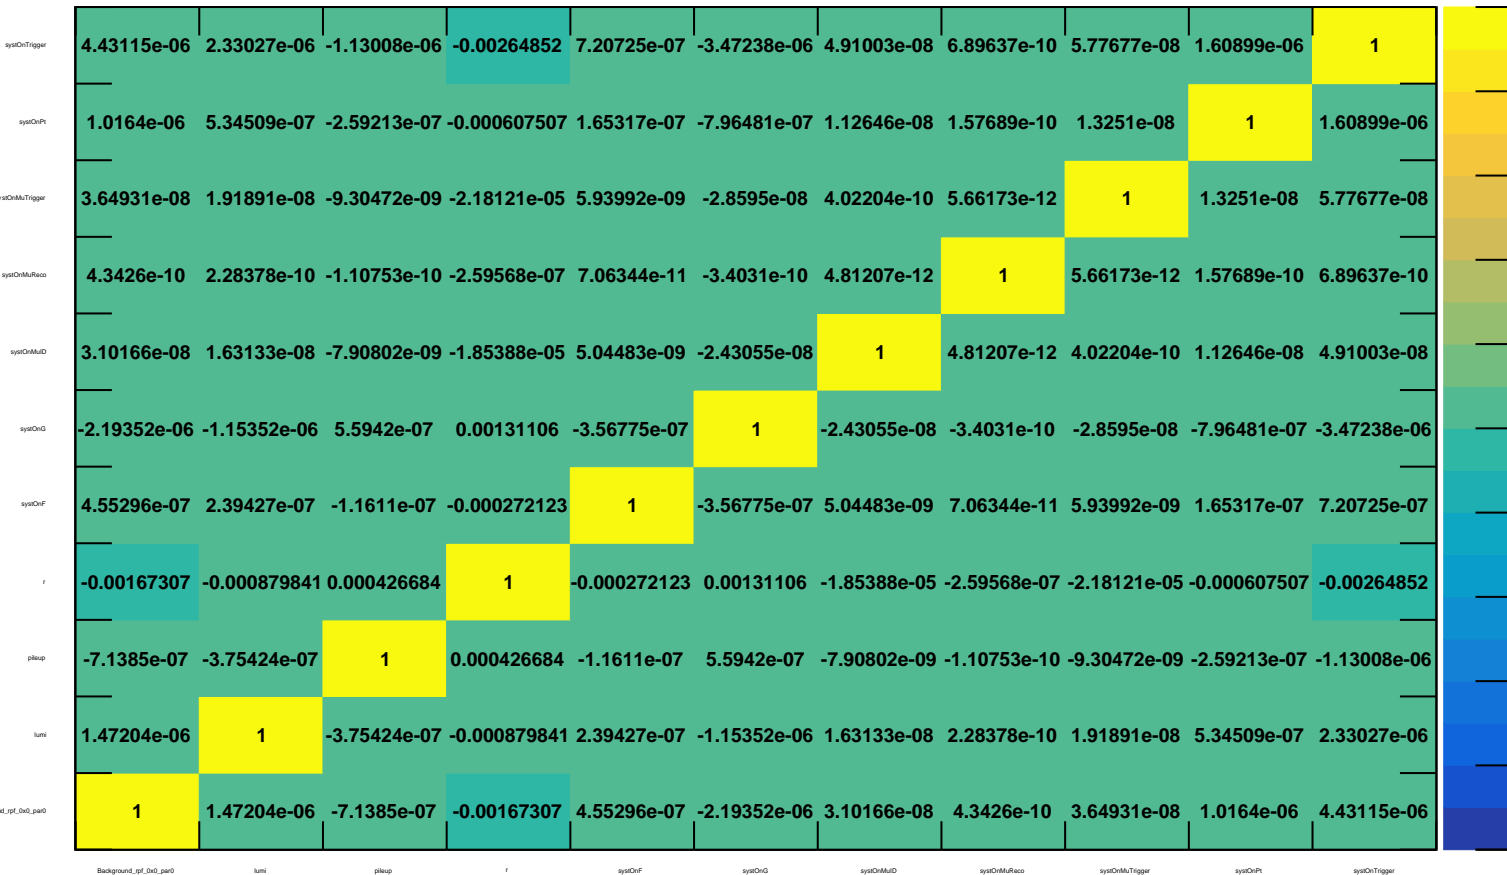 systOnTrigger 4.43115e-06 2.33027e-06 -1.13008e-06 -0.00264852 7.20725e-07 -3.47238e-06 4.91003e-08 6.89637e-10 5.77677e-08 1.60899e-06 1
systOnPt 1.0164e-06 5.34509e-07 -2.59213e-07 -0.000607507 1.65317e-07 -7.96481e-07 1.12646e-08 1.57689e-10 1.3251e-08 1 1.60899e-06
ystOnMuTrigger 3.64931e-08 1.91891e-08 -9.30472e-09 -2.18121e-05 5.93992e-09 -2.8595e-08 4.02204e-10 5.66173e-12 1 1.3251e-08 5.77677e-08
systOnMuReco 4.3426e-10 2.28378e-10 -1.10753e-10 -2.59568e-07 7.06344e-11 -3.4031e-10 4.81207e-12 1 5.66173e-12 1.57689e-10 6.89637e-10
systOnMuID 3.10166e-08 1.63133e-08 -7.90802e-09 -1.85388e-05 5.04483e-09 -2.43055e-08 1 4.81207e-12 4.02204e-10 1.12646e-08 4.91003e-08
systOnG -2.19352e-06 -1.15352e-06 5.5942e-07 0.00131106 -3.56775e-07 1 -2.43055e-08 -3.4031e-10 -2.8595e-08 -7.96481e-07 -3.47238e-06
systOnF 4.55296e-07 2.39427e-07 -1.1611e-07 -0.000272123 1 -3.56775e-07 5.04483e-09 7.06344e-11 5.93992e-09 1.65317e-07 7.20725e-07
r -0.00167307 -0.000879841 0.000426684 1 -0.000272123 0.00131106 -1.85388e-05 -2.59568e-07 -2.18121e-05 -0.000607507 -0.00264852
pileup -7.1385e-07 -3.75424e-07 1 0.000426684 -1.1611e-07 5.5942e-07 -7.90802e-09 -1.10753e-10 -9.30472e-09 -2.59213e-07 -1.13008e-06
lumi 1.47204e-06 1 -3.75424e-07 -0.000879841 2.39427e-07 -1.15352e-06 1.63133e-08 2.28378e-10 1.91891e-08 5.34509e-07 2.33027e-06
d_rpf_0x0_par0 1 1.47204e-06 -7.1385e-07 -0.00167307 4.55296e-07 -2.19352e-06 3.10166e-08 4.3426e-10 3.64931e-08 1.0164e-06 4.43115e-06
Background_rpf_0x0_par0 lumi pileup r systOnF systOnG systOnMuID systOnMuReco systOnMuTrigger systOnPt systOnTrigger